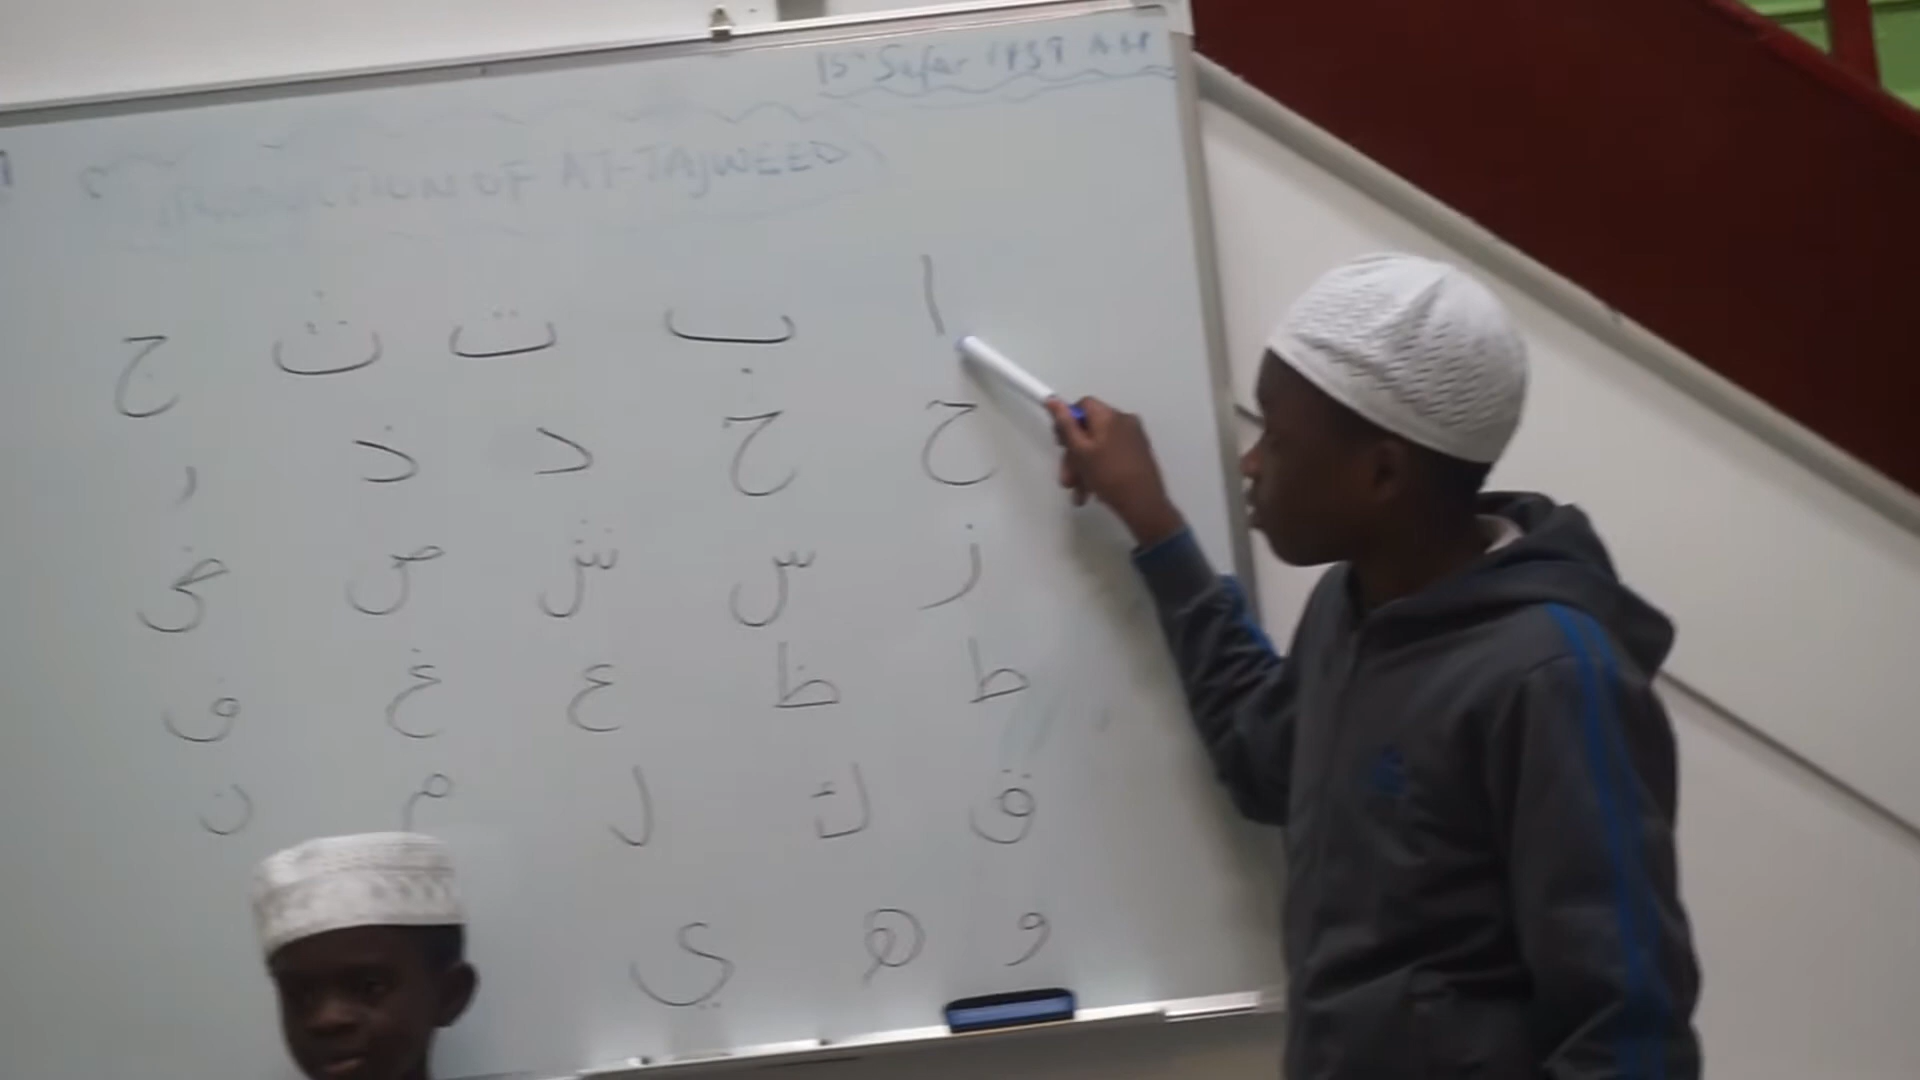 15 Safar 1439 A.H
INTRODUCTION OF AT-TAJWEED
ا ب ت ث ج
ح خ د ذ ر
ز س ش ص ض
ط ظ ع غ ف
ق ك ل م ن
و ه ي